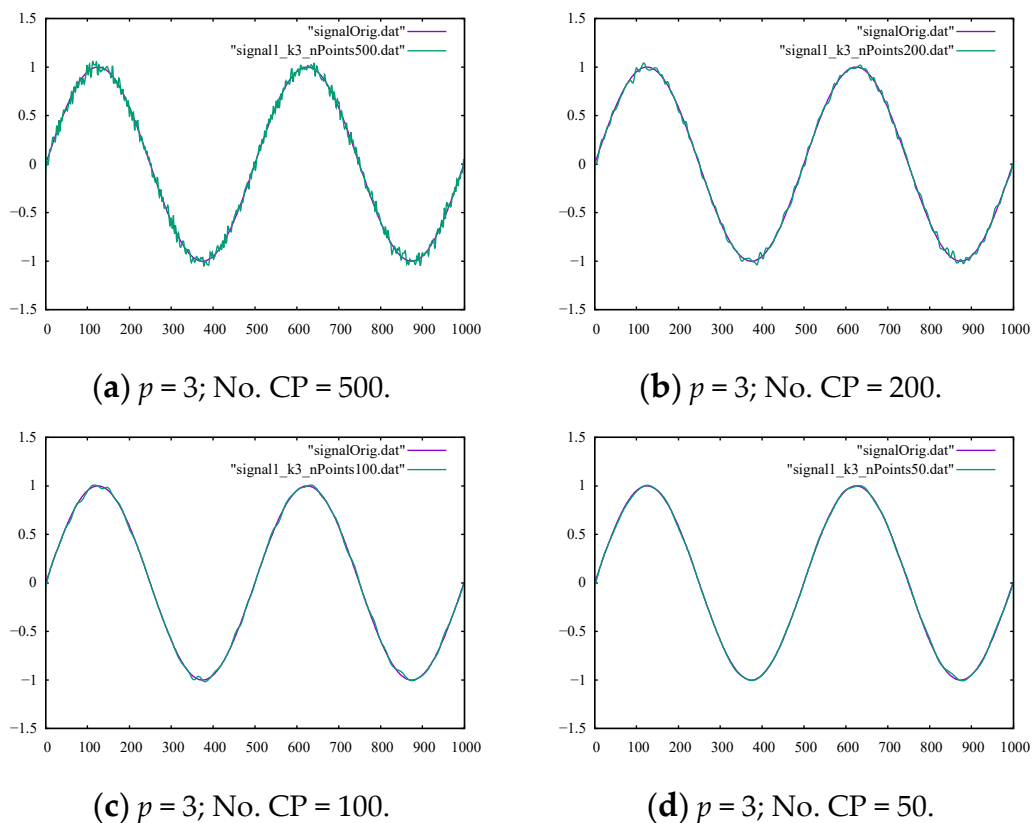 1.5
"signalOrig.dat"
"signal1_k3_nPoints500.dat"
1
0.5
0
−0.5
−1
−1.5
0 100 200 300 400 500 600 700 800 900 1000
(a) p = 3; No. CP = 500.
1.5
"signalOrig.dat"
"signal1_k3_nPoints200.dat"
1
0.5
0
−0.5
−1
−1.5
0 100 200 300 400 500 600 700 800 900 1000
(b) p = 3; No. CP = 200.
1.5
"signalOrig.dat"
"signal1_k3_nPoints100.dat"
1
0.5
0
−0.5
−1
−1.5
0 100 200 300 400 500 600 700 800 900 1000
(c) p = 3; No. CP = 100.
1.5
"signalOrig.dat"
"signal1_k3_nPoints50.dat"
1
0.5
0
−0.5
−1
−1.5
0 100 200 300 400 500 600 700 800 900 1000
(d) p = 3; No. CP = 50.